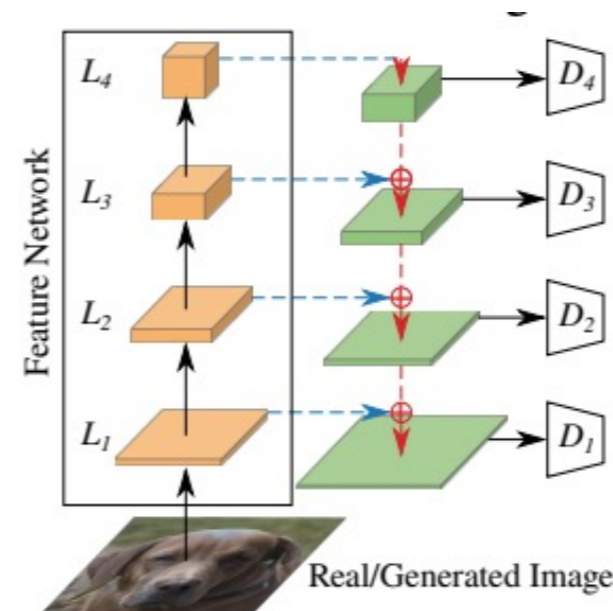 L4
D4
L3
D3
Feature Network
L2
D2
L1
D1
Real/Generated Image